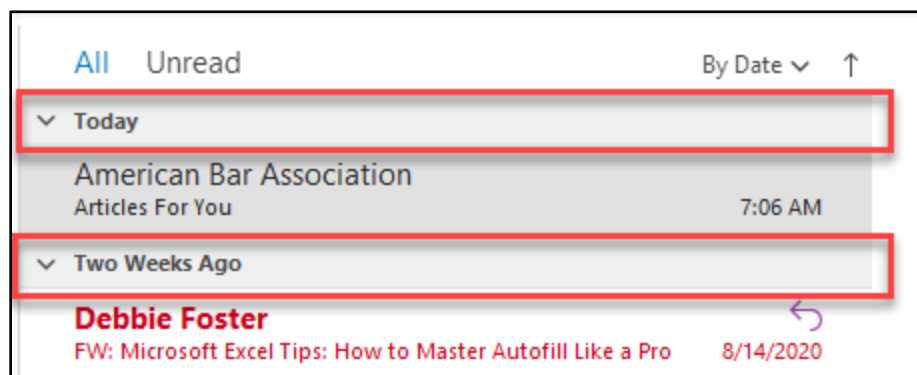 All Unread By Date
Today
American Bar Association
Articles For You 7:06 AM
Two Weeks Ago
Debbie Foster
FW: Microsoft Excel Tips: How to Master Autofill Like a Pro 8/14/2020